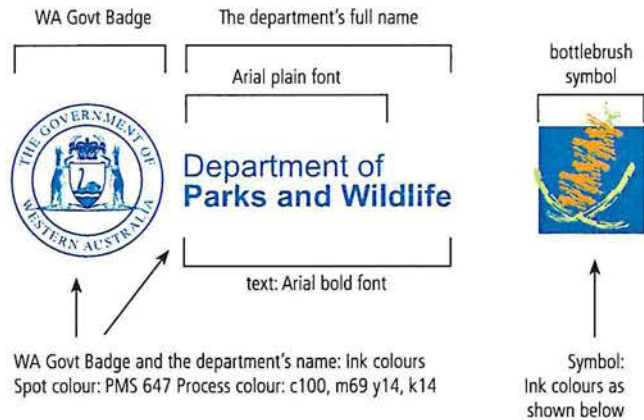 WA Govt Badge
The department's full name
Arial plain font
bottlebrush
symbol
THE GOVERNMENT OF
WESTERN AUSTRALIA
Department of
Parks and Wildlife
text: Arial bold font
WA Govt Badge and the department's name: Ink colours
Spot colour: PMS 647 Process colour: c100, m69 y14, k14
Symbol:
Ink colours as
shown below